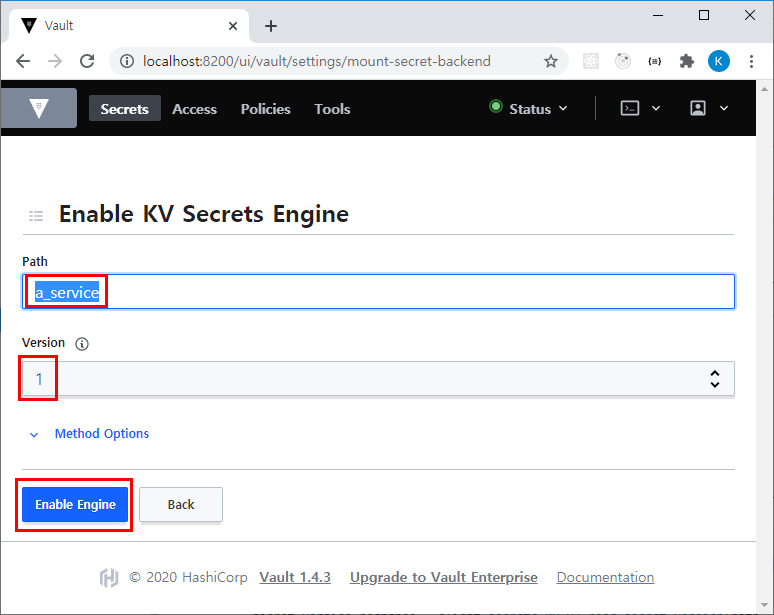 Vault
localhost:8200/ui/vault/settings/mount-secret-backend
K
Secrets Access Policies Tools Status
Enable KV Secrets Engine
Path
a_service
Version
1
Method Options
Enable Engine Back
© 2020 HashiCorp Vault 1.4.3 Upgrade to Vault Enterprise Documentation